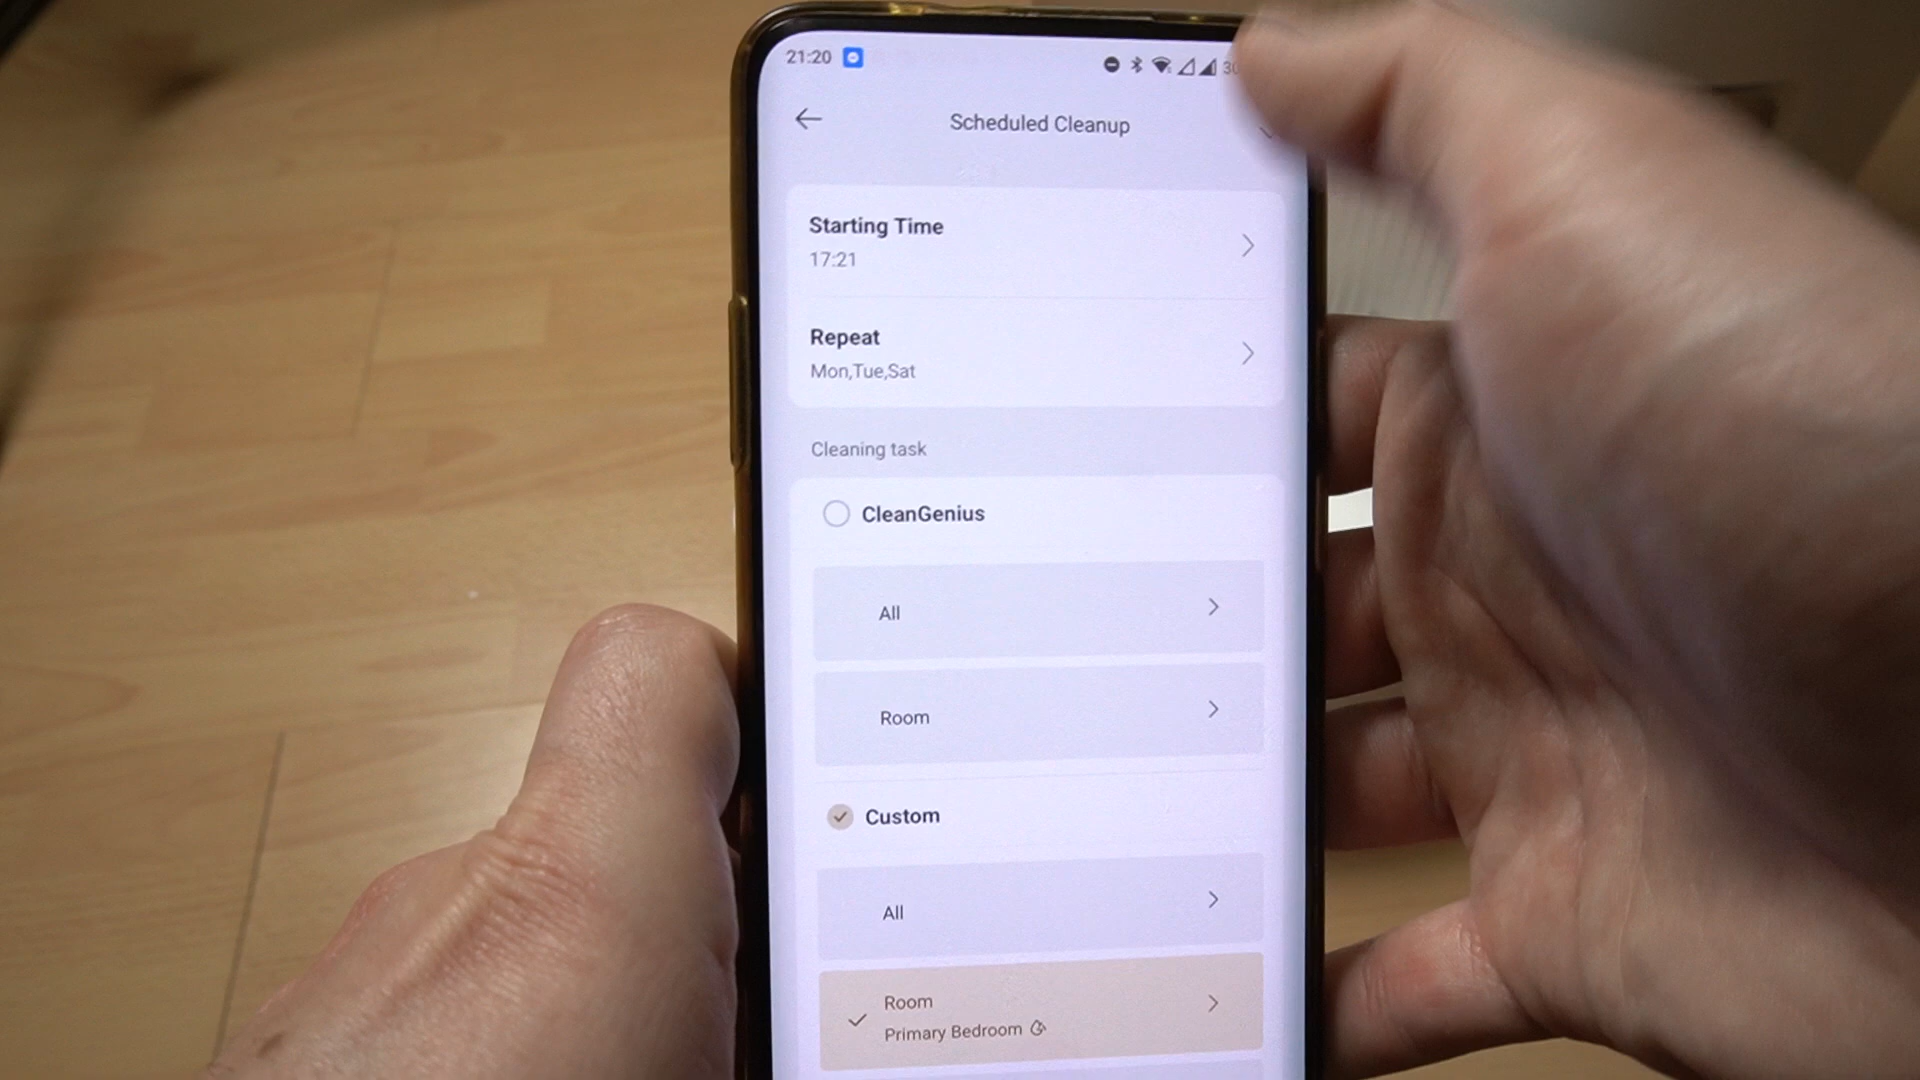 21:20
Scheduled Cleanup
Starting Time
17:21
Repeat
Mon,Tue,Sat
Cleaning task
CleanGenius
All
Room
Custom
All
Room
Primary Bedroom